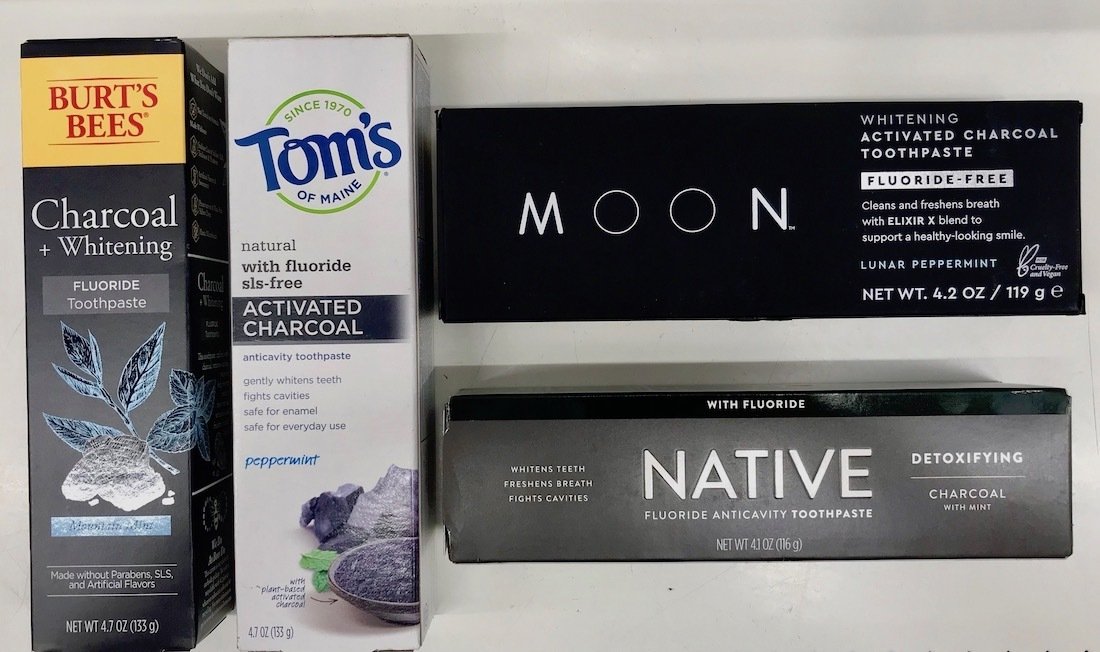 BURT'S
BEES®
Charcoal
+ Whitening
FLUORIDE
Toothpaste
Mountain Mint
Made without Parabens, SLS,
and Artificial Flavors
NET WT 4.7 OZ (133 g)
Charcoal
SINCE 1970
TOM'S
OF MAINE®
natural
with fluoride
sls-free
ACTIVATED
CHARCOAL
anticavity toothpaste
gently whitens teeth
fights cavities
safe for enamel
safe for everyday use
peppermint
with
plant-based
activated
charcoal
4.7 OZ (133 g)
MOON™
WHITENING
ACTIVATED CHARCOAL
TOOTHPASTE
FLUORIDE-FREE
Cleans and freshens breath
with ELIXIR X blend to
support a healthy-looking smile.
LUNAR PEPPERMINT
Cruelty-Free
and Vegan
NET WT. 4.2 OZ / 119 g ℮
WITH FLUORIDE
WHITENS TEETH
FRESHENS BREATH
FIGHTS CAVITIES
NATIVE
FLUORIDE ANTICAVITY TOOTHPASTE
NET WT 4.1 OZ (116 g)
DETOXIFYING
CHARCOAL
WITH MINT